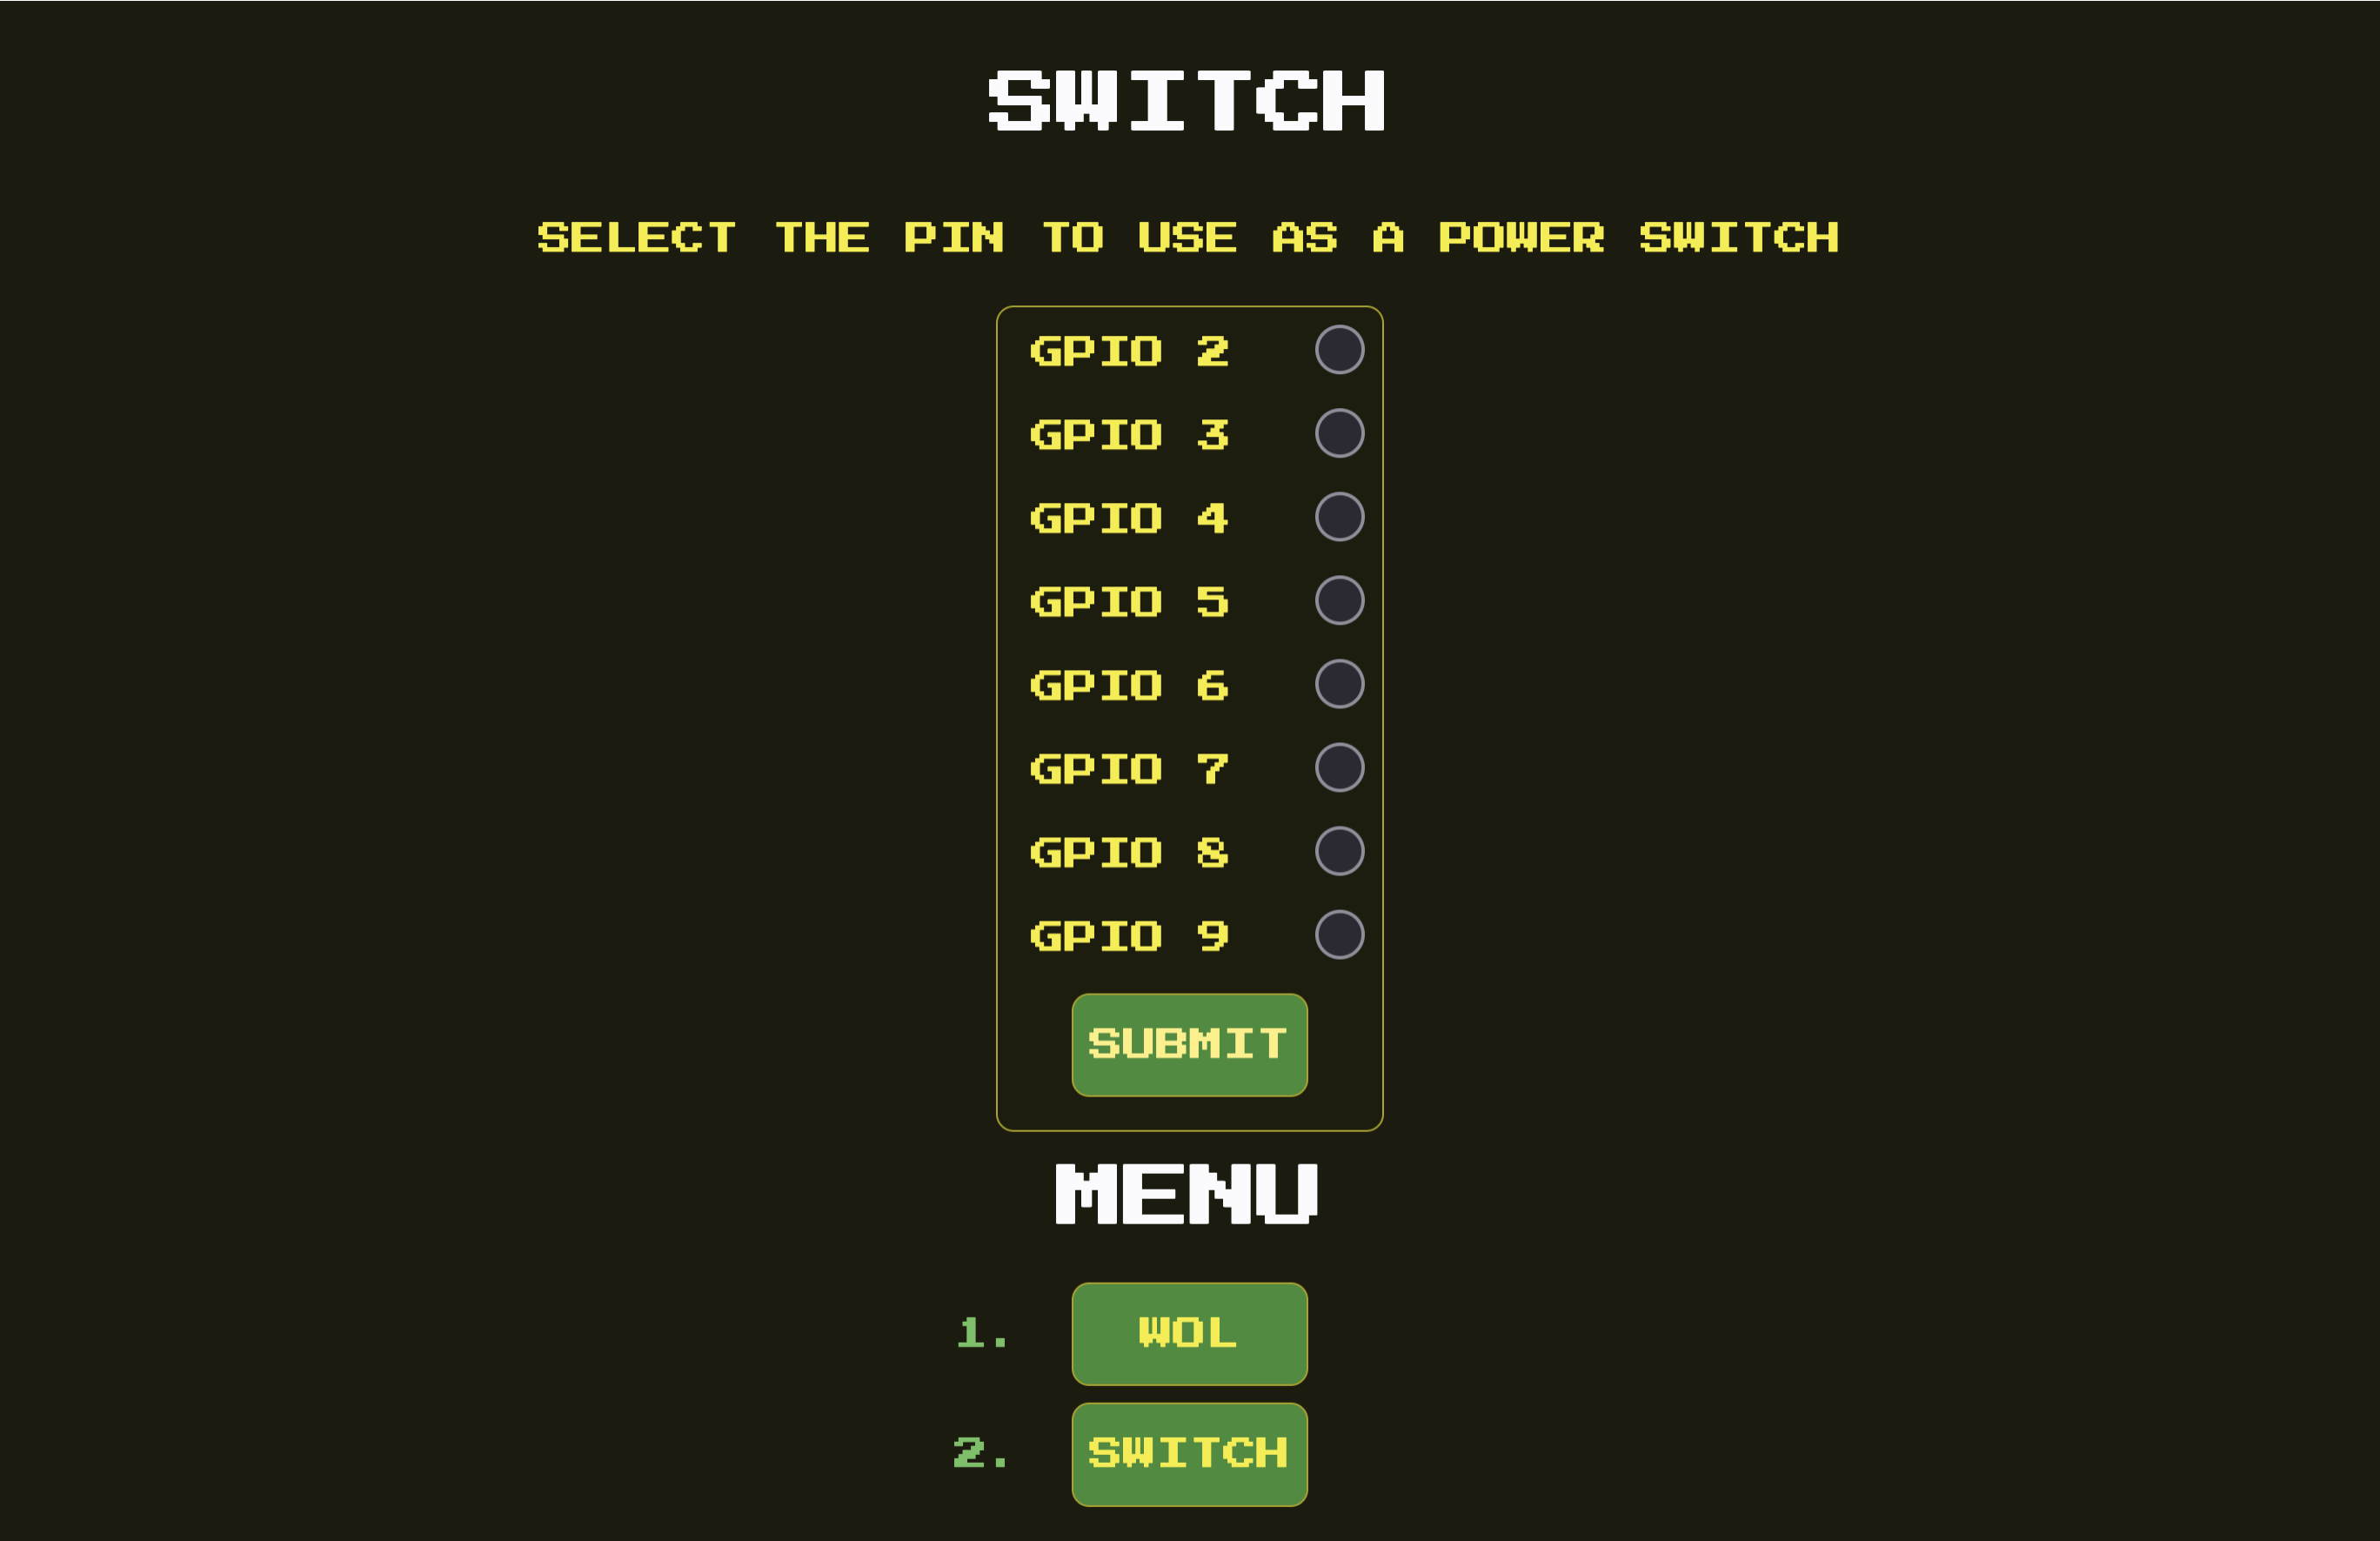 SWITCH
SELECT THE PIN TO USE AS A POWER SWITCH
GPIO 2
GPIO 3
GPIO 4
GPIO 5
GPIO 6
GPIO 7
GPIO 8
GPIO 9
SUBMIT
MENU
1. WOL
2. SWITCH